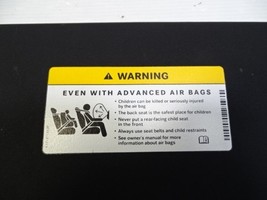 WARNING
EVEN WITH ADVANCED AIR BAGS
• Children can be killed or seriously injured
by the air bag
• The back seat is the safest place for children
• Never put a rear-facing child seat
in the front
• Always use seat belts and child restraints
• See owner's manual for more
information about air bags